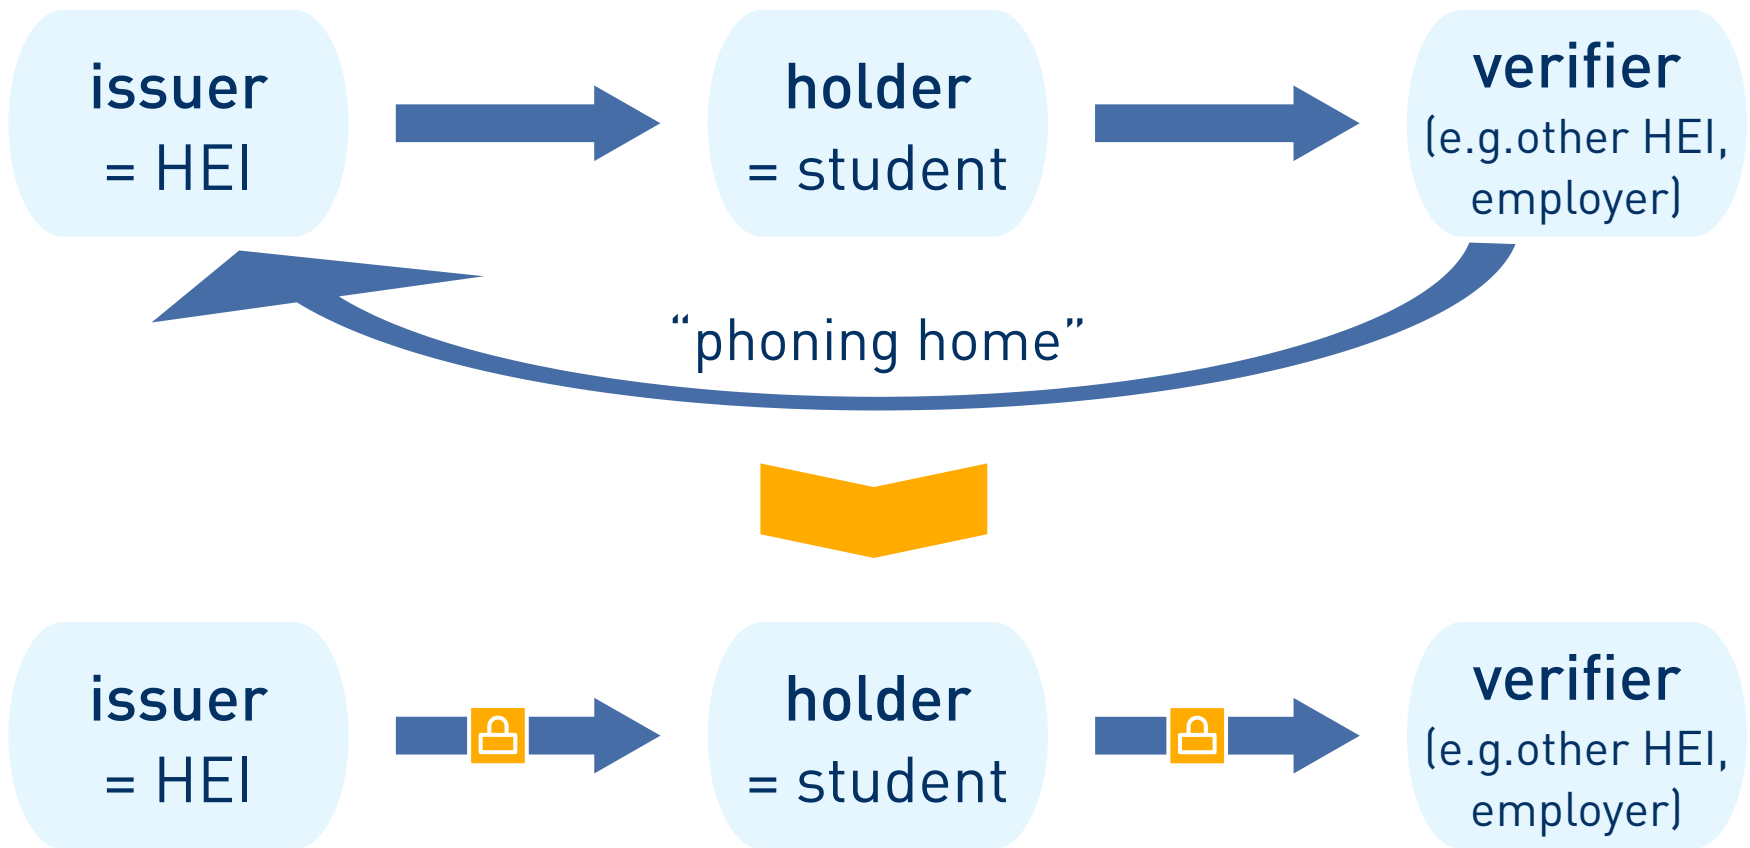 issuer
= HEI
holder
= student
verifier
(e.g.other HEI,
employer)
“phoning home”
issuer
= HEI
holder
= student
verifier
(e.g.other HEI,
employer)